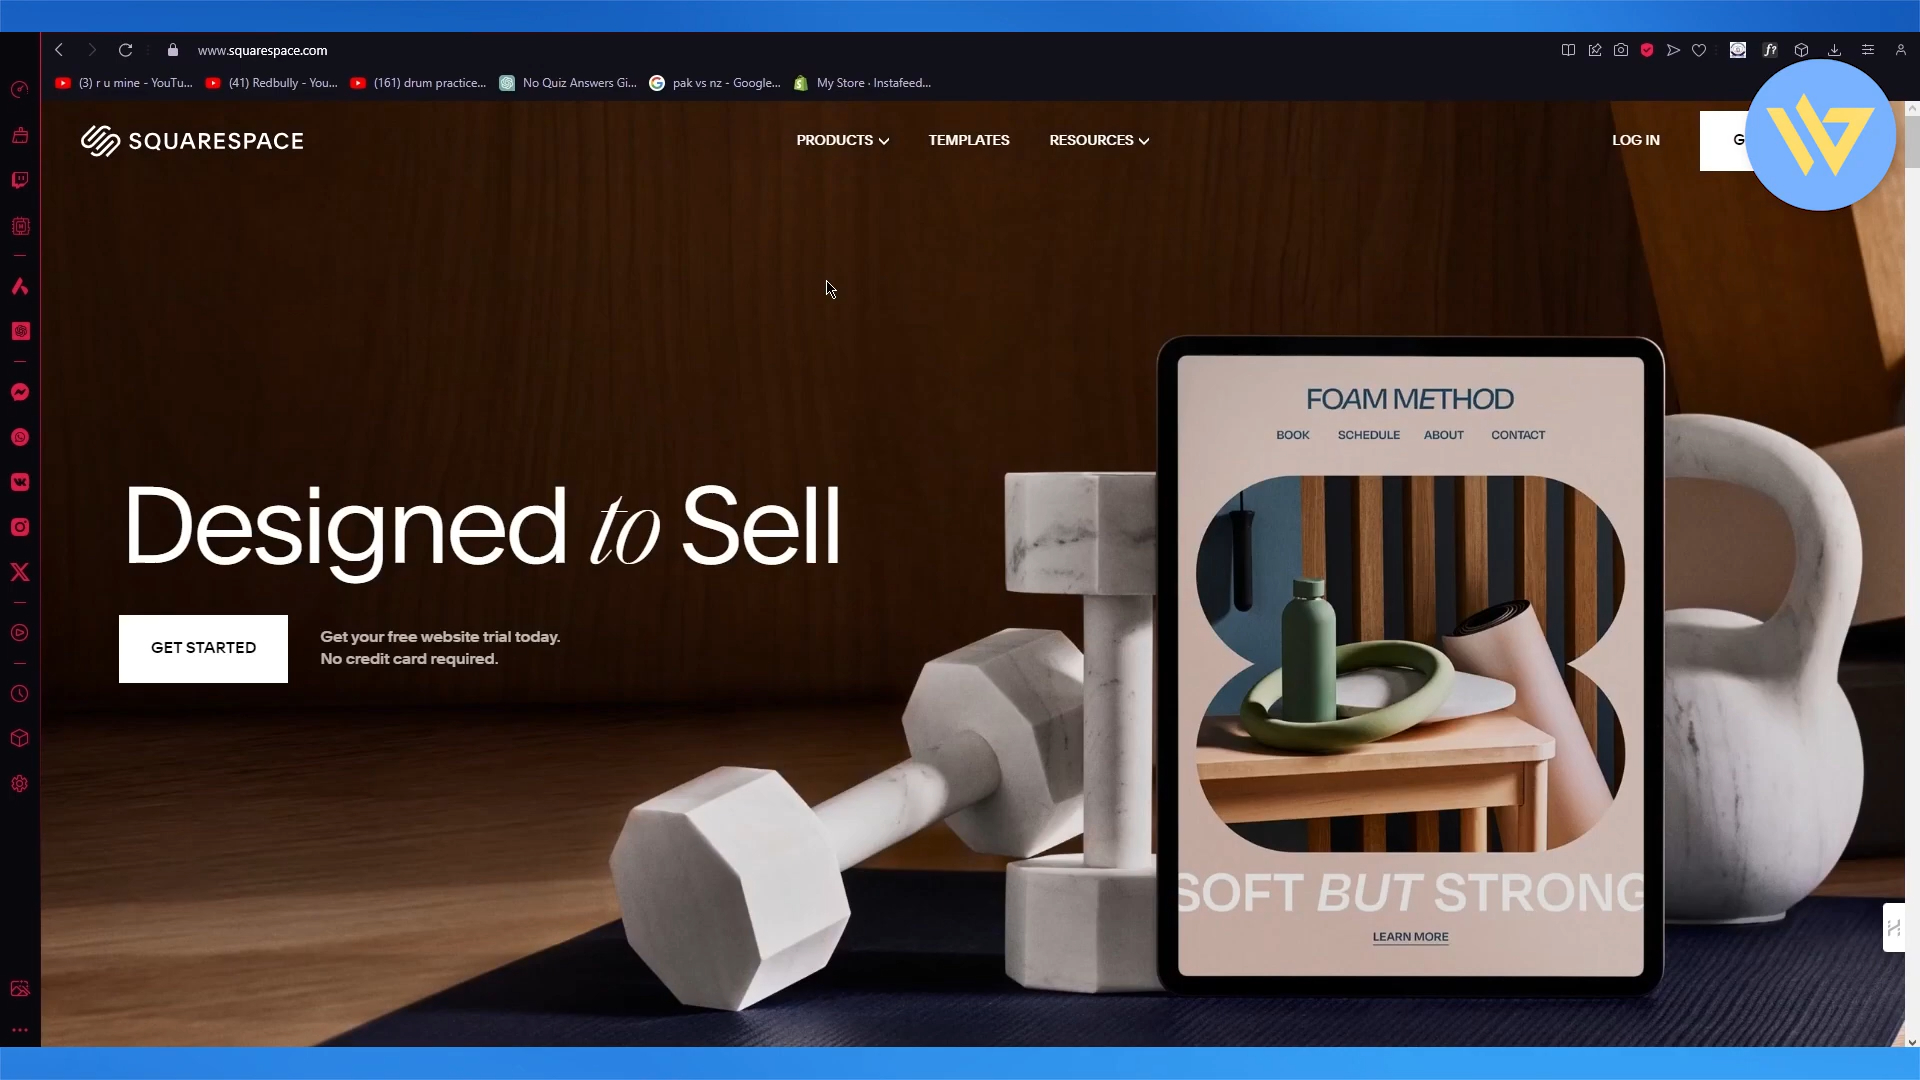 www.squarespace.com
(3) r u mine - YouTu...
(41) Redbully - You...
(161) drum practice...
No Quiz Answers Gi...
pak vs nz - Google...
My Store · Instafeed...
SQUARESPACE
PRODUCTS
TEMPLATES
RESOURCES
LOG IN
G
FOAM METHOD
BOOK SCHEDULE ABOUT CONTACT
Designed to Sell
GET STARTED
Get your free website trial today.
No credit card required.
SOFT BUT STRONG
LEARN MORE